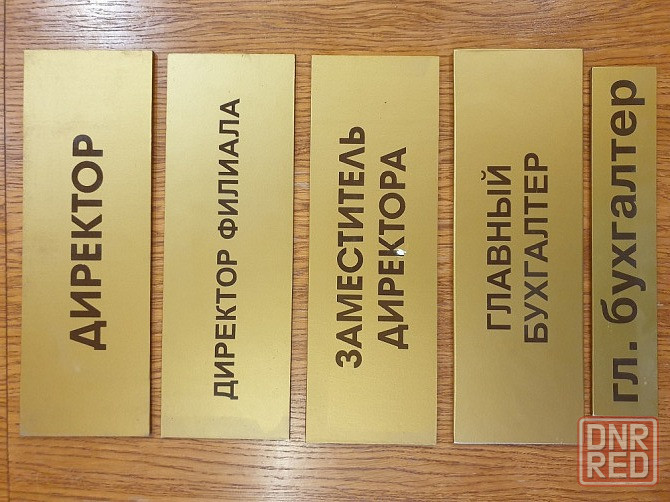 ДИРЕКТОР
ДИРЕКТОР ФИЛИАЛА
ЗАМЕСТИТЕЛЬ
ДИРЕКТОРА
ГЛАВНЫЙ
БУХГАЛТЕР
гл. бухгалтер
DNR
RED